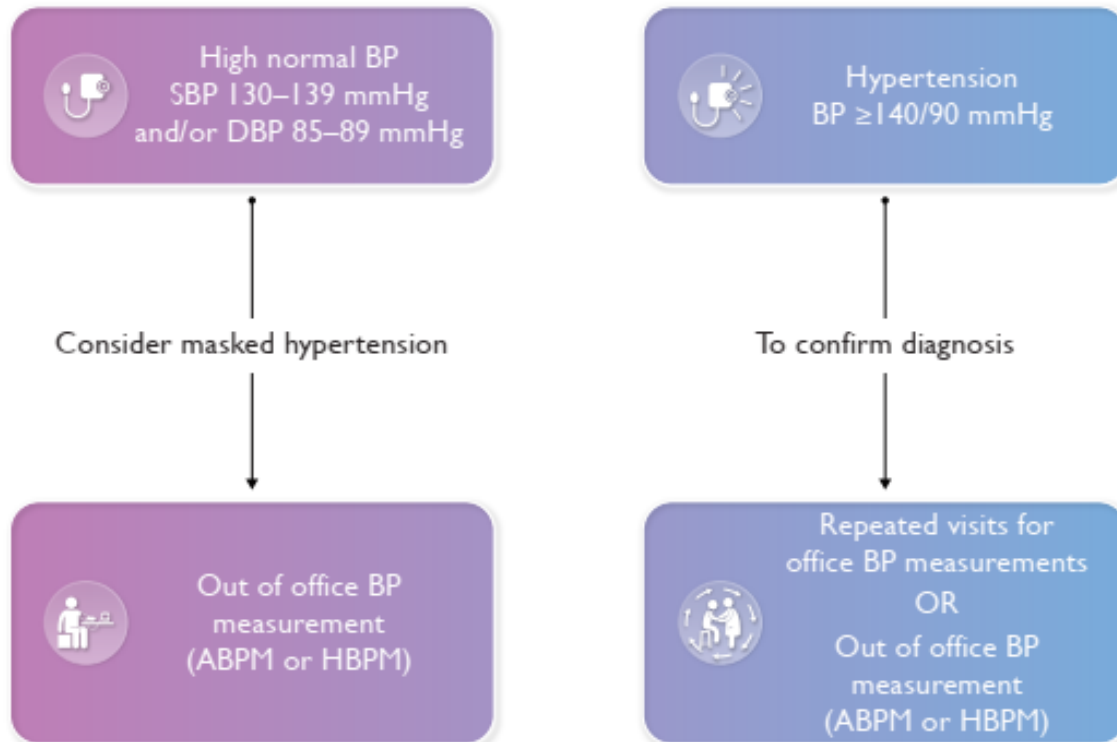 High normal BP
SBP 130–139 mmHg
and/or DBP 85–89 mmHg
Consider masked hypertension
Out of office BP
measurement
(ABPM or HBPM)
Hypertension
BP ≥140/90 mmHg
To confirm diagnosis
Repeated visits for
office BP measurements
OR
Out of office BP
measurement
(ABPM or HBPM)